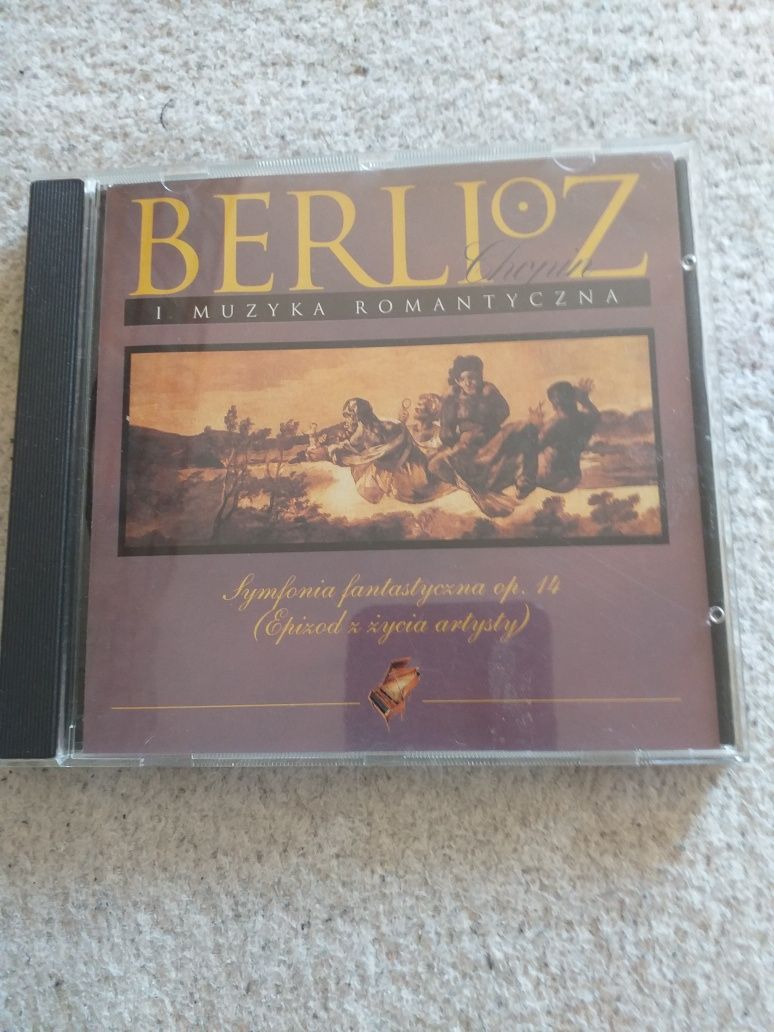 BERLIOZ
Chopin
I MUZYKA ROMANTYCZNA
Symfonia fantastyczna op. 14
(Epizod z życia artysty)